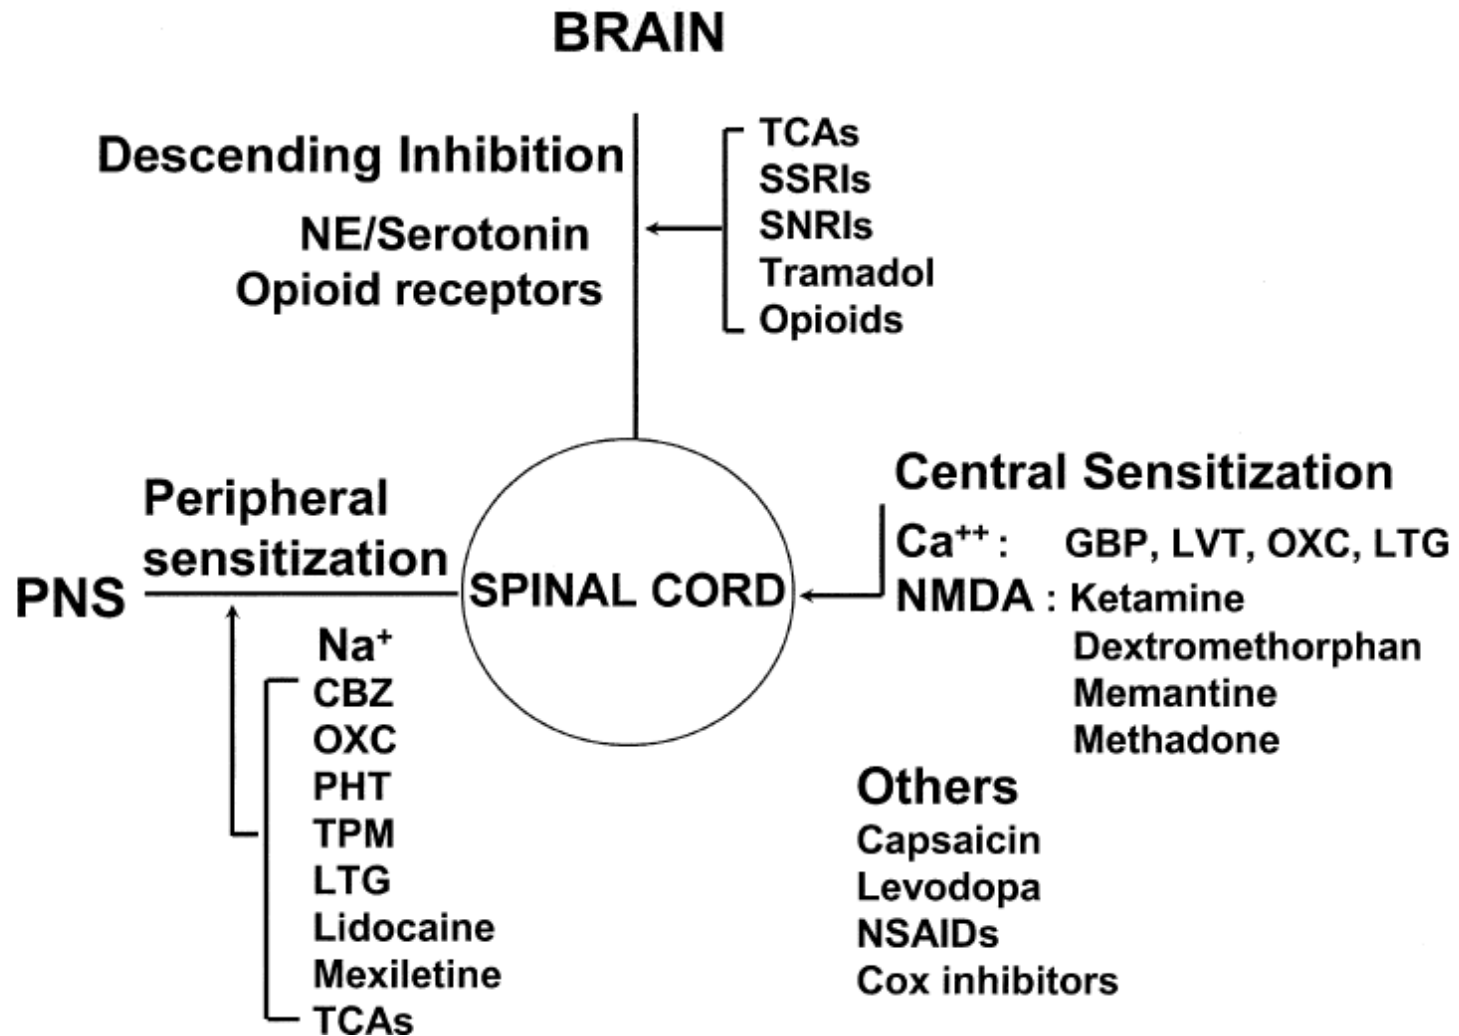 BRAIN
Descending Inhibition
NE/Serotonin
Opioid receptors
TCAs
SSRIs
SNRIs
Tramadol
Opioids
Peripheral
sensitization
PNS
SPINAL CORD
Central Sensitization
Ca⁺⁺ : GBP, LVT, OXC, LTG
NMDA : Ketamine
Dextromethorphan
Memantine
Methadone
Na⁺
CBZ
OXC
PHT
TPM
LTG
Lidocaine
Mexiletine
TCAs
Others
Capsaicin
Levodopa
NSAIDs
Cox inhibitors